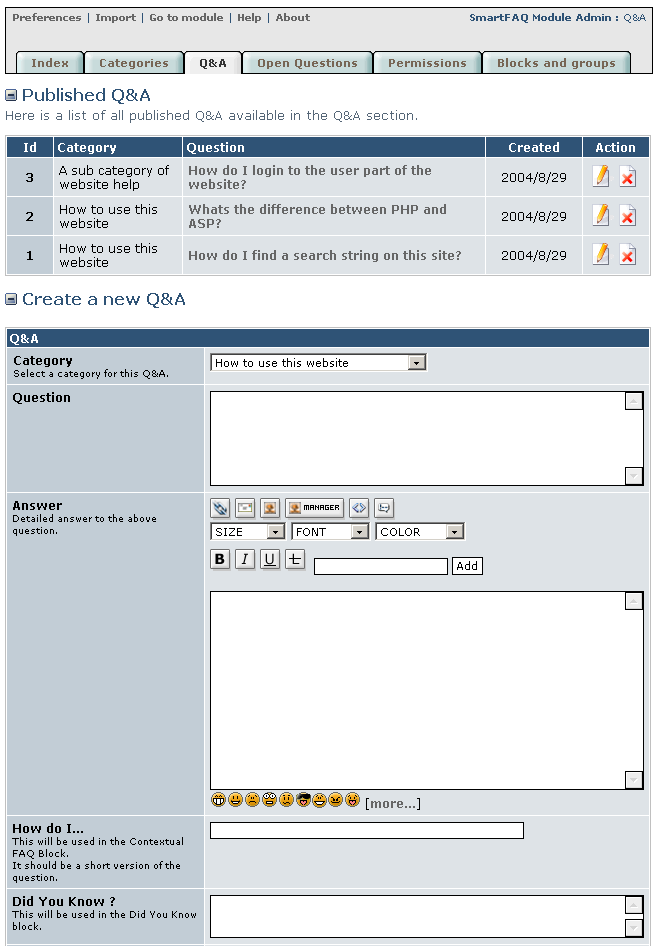 Preferences | Import | Go to module | Help | About
SmartFAQ Module Admin : Q&A
Index
Categories
Q&A
Open Questions
Permissions
Blocks and groups
Published Q&A
Here is a list of all published Q&A available in the Q&A section.
Id Category Question Created Action
3 A sub category of website help How do I login to the user part of the website? 2004/8/29
2 How to use this website Whats the difference between PHP and ASP? 2004/8/29
1 How to use this website How do I find a search string on this site? 2004/8/29
Create a new Q&A
Q&A
Category
Select a category for this Q&A.
How to use this website
Question
Answer
Detailed answer to the above
question.
MANAGER
SIZE FONT COLOR
B I U t
Add
[more...]
How do I...
This will be used in the Contextual
FAQ Block.
It should be a short version of the
question.
Did You Know ?
This will be used in the Did You Know
block.